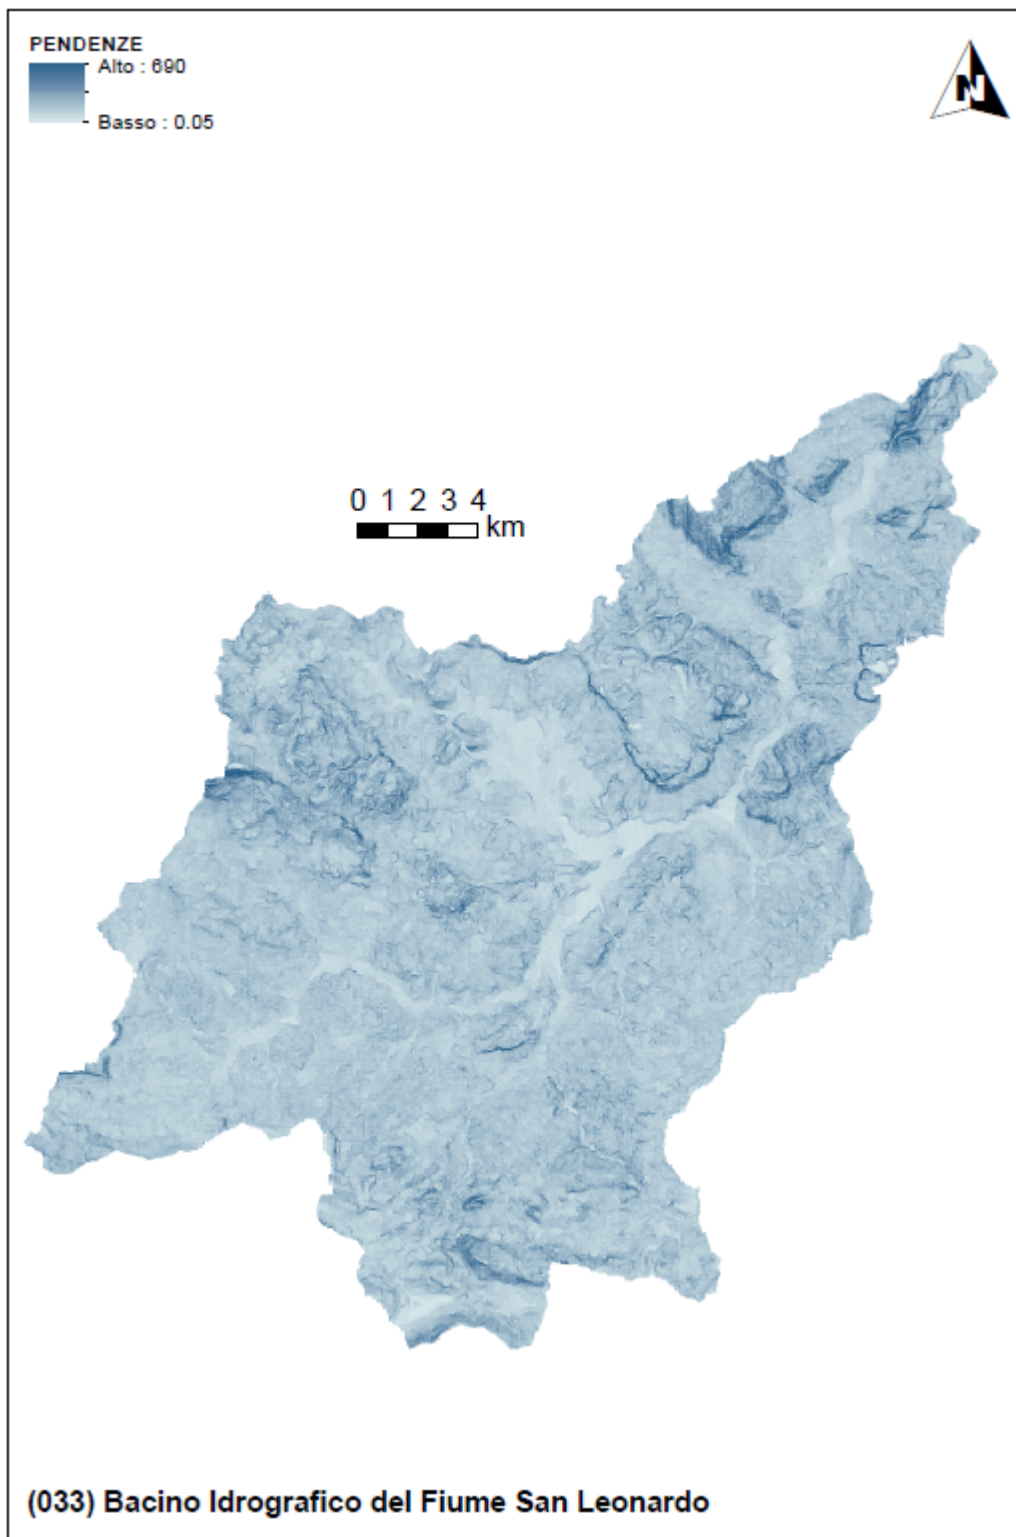 PENDENZE
Alto : 690
Basso : 0.05
N
0 1 2 3 4
km
(033) Bacino Idrografico del Fiume San Leonardo